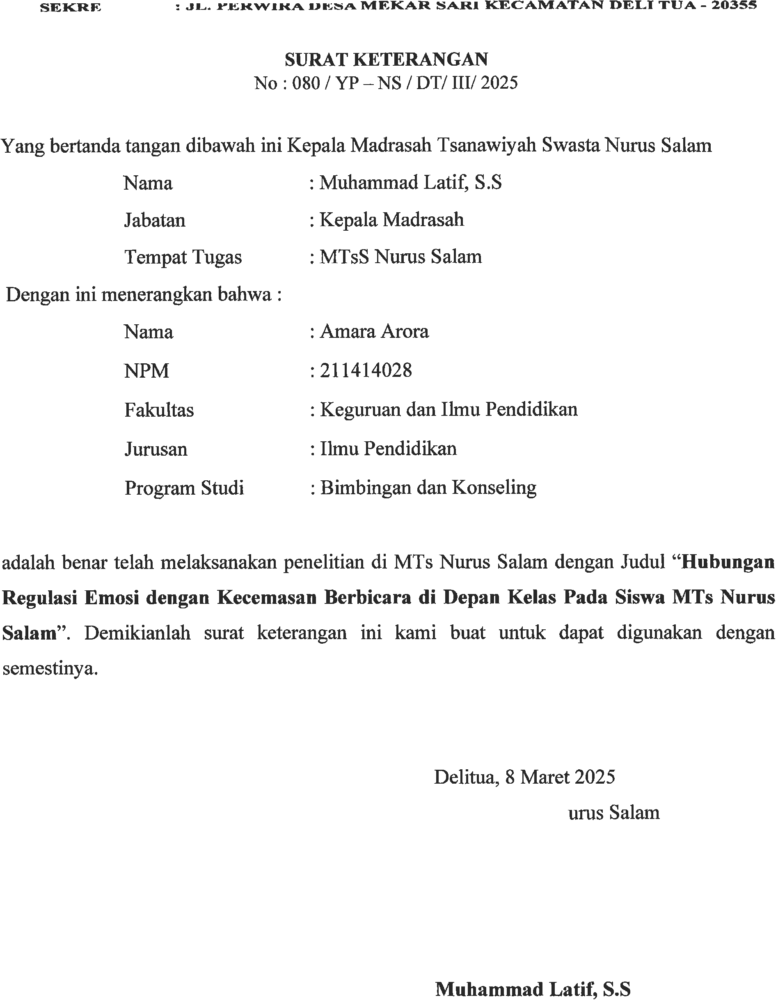 SEKRE : JL. PERWIRA DESA MEKAR SARI KECAMATAN DELI TUA - 20355
SURAT KETERANGAN
No : 080 / YP – NS / DT/ III/ 2025
Yang bertanda tangan dibawah ini Kepala Madrasah Tsanawiyah Swasta Nurus Salam
Nama : Muhammad Latif, S.S
Jabatan : Kepala Madrasah
Tempat Tugas : MTsS Nurus Salam
Dengan ini menerangkan bahwa :
Nama : Amara Arora
NPM : 211414028
Fakultas : Keguruan dan Ilmu Pendidikan
Jurusan : Ilmu Pendidikan
Program Studi : Bimbingan dan Konseling
adalah benar telah melaksanakan penelitian di MTs Nurus Salam dengan Judul “Hubungan
Regulasi Emosi dengan Kecemasan Berbicara di Depan Kelas Pada Siswa MTs Nurus
Salam”. Demikianlah surat keterangan ini kami buat untuk dapat digunakan dengan
semestinya.
Delitua, 8 Maret 2025
urus Salam
Muhammad Latif, S.S